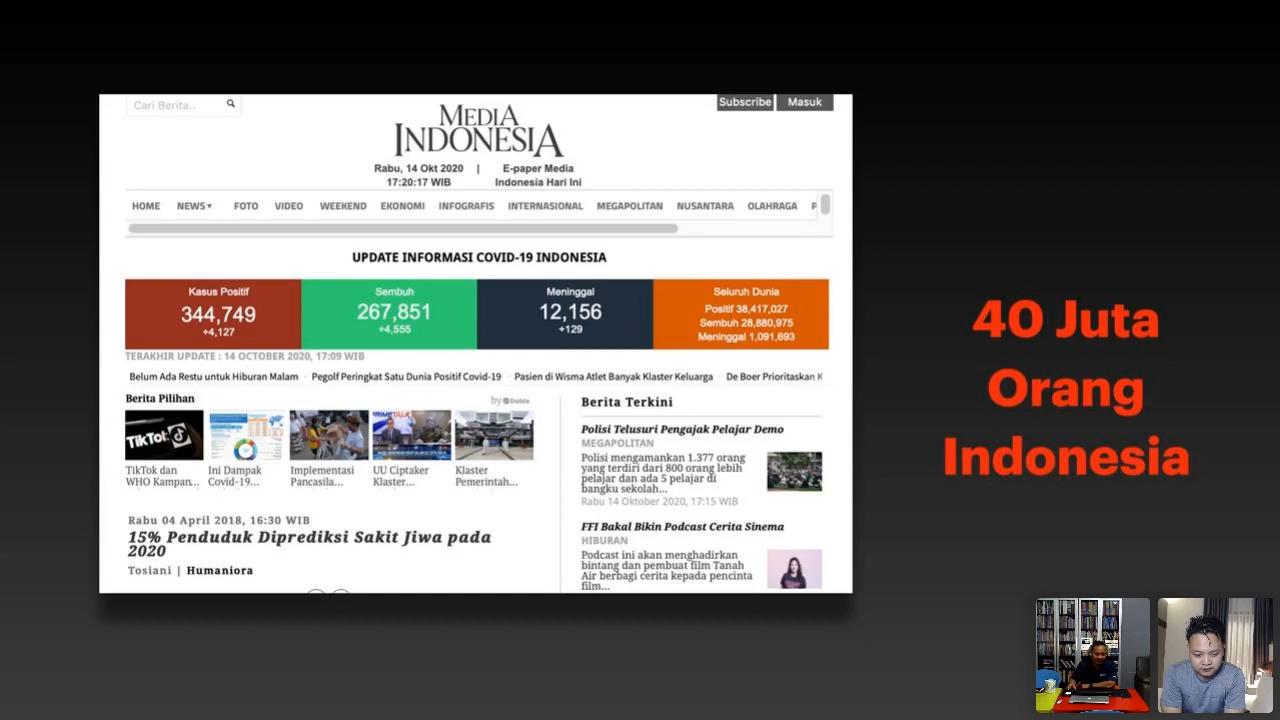 Cari Berita..
Subscribe
Masuk
MEDIA
INDONESIA
Rabu, 14 Okt 2020 | E-paper Media
17:20:17 WIB Indonesia Hari Ini
HOME NEWS FOTO VIDEO WEEKEND EKONOMI INFOGRAFIS INTERNASIONAL MEGAPOLITAN NUSANTARA OLAHRAGA P
UPDATE INFORMASI COVID-19 INDONESIA
Kasus Positif
344,749
+4,127
Sembuh
267,851
+4,555
Meninggal
12,156
+129
Seluruh Dunia
Positif 38,417,027
Sembuh 28,880,975
Meninggal 1,091,693
TERAKHIR UPDATE : 14 OCTOBER 2020, 17:09 WIB
Belum Ada Restu untuk Hiburan Malam Pegolf Peringkat Satu Dunia Positif Covid-19 Pasien di Wisma Atlet Banyak Klaster Keluarga De Boer Prioritaskan K
Berita Pilihan
by
TikTok
TikTok dan
WHO Kampan...
Ini Dampak
Covid-19...
Implementasi
Pancasila...
PRIMETALK
UU Ciptaker
Klaster...
Klaster
Pemerintah...
Rabu 04 April 2018, 16:30 WIB
15% Penduduk Diprediksi Sakit Jiwa pada
2020
Tosiani | Humaniora
Berita Terkini
Polisi Telusuri Pengajak Pelajar Demo
MEGAPOLITAN
Polisi mengamankan 1.377 orang
yang terdiri dari 800 orang lebih
pelajar dan ada 5 pelajar di
bangku sekolah...
Rabu 14 Oktober 2020, 17:15 WIB
FFI Bakal Bikin Podcast Cerita Sinema
HIBURAN
Podcast ini akan menghadirkan
bintang dan pembuat film Tanah
Air berbagi cerita kepada pencinta
film...
40 Juta
Orang
Indonesia